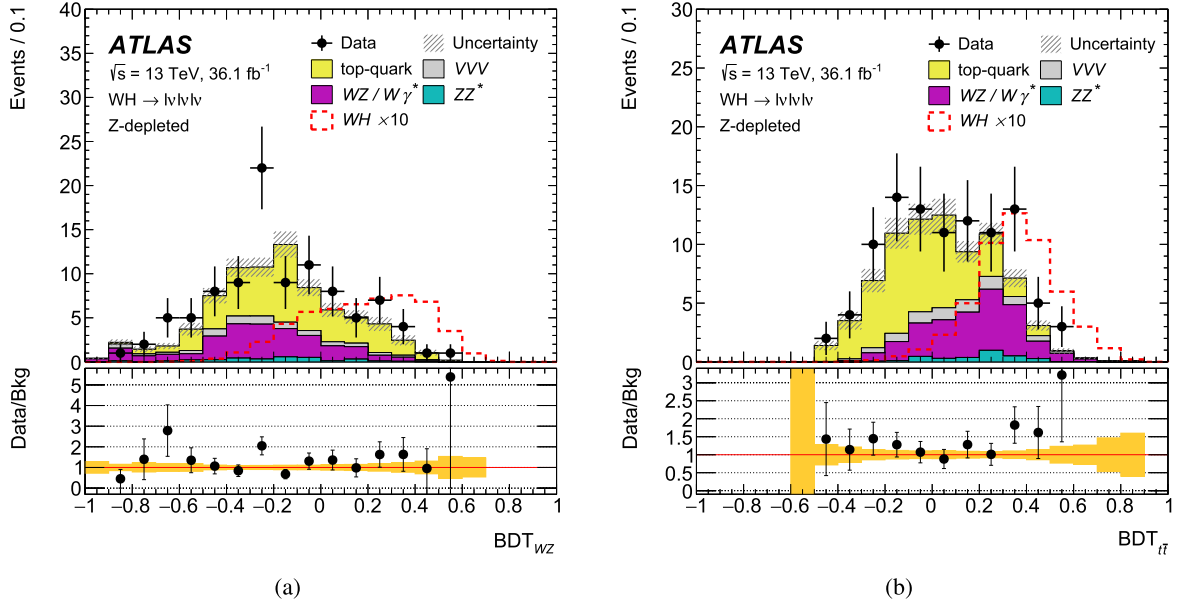 Events / 0.1
40
35
30
25
20
15
10
5
0
ATLAS
√s = 13 TeV, 36.1 fb⁻¹
WH → lνlνlν
Z-depleted
Data
Uncertainty
top-quark
VVV
WZ / W γ*
ZZ*
WH ×10
Data/Bkg
5
4
3
2
1
0
−1 −0.8 −0.6 −0.4 −0.2 0 0.2 0.4 0.6 0.8 1
BDT_WZ
(a)
Events / 0.1
30
25
20
15
10
5
0
ATLAS
√s = 13 TeV, 36.1 fb⁻¹
WH → lνlνlν
Z-depleted
Data
Uncertainty
top-quark
VVV
WZ / W γ*
ZZ*
WH ×10
Data/Bkg
3
2.5
2
1.5
1
0.5
0
−1 −0.8 −0.6 −0.4 −0.2 0 0.2 0.4 0.6 0.8 1
BDT_tt̄
(b)